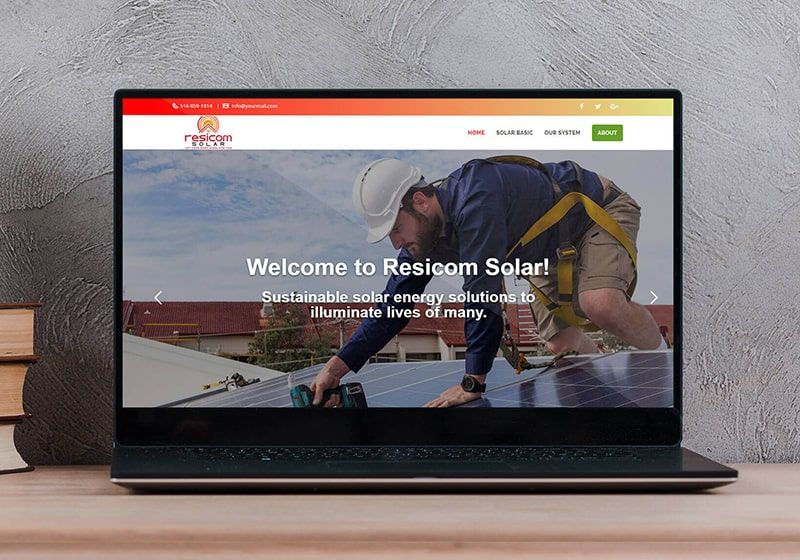 516-859-1814 | info@yourmail.com
resicom
SOLAR
HOME SOLAR BASIC OUR SYSTEM ABOUT
Welcome to Resicom Solar!
Sustainable solar energy solutions to
illuminate lives of many.